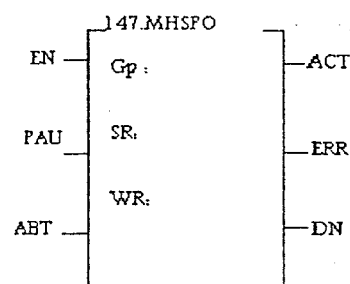 147.MHSPO
EN
Gp :
ACT
PAU
SR:
ERR
WR:
ABT
DN